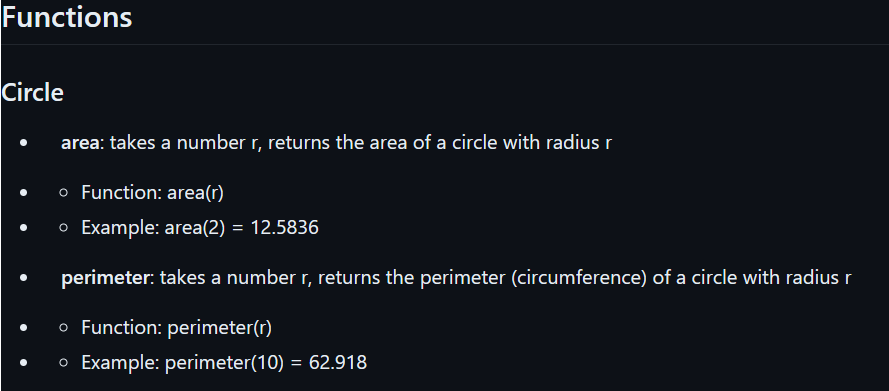 Functions
Circle
area: takes a number r, returns the area of a circle with radius r
Function: area(r)
Example: area(2) = 12.5836
perimeter: takes a number r, returns the perimeter (circumference) of a circle with radius r
Function: perimeter(r)
Example: perimeter(10) = 62.918